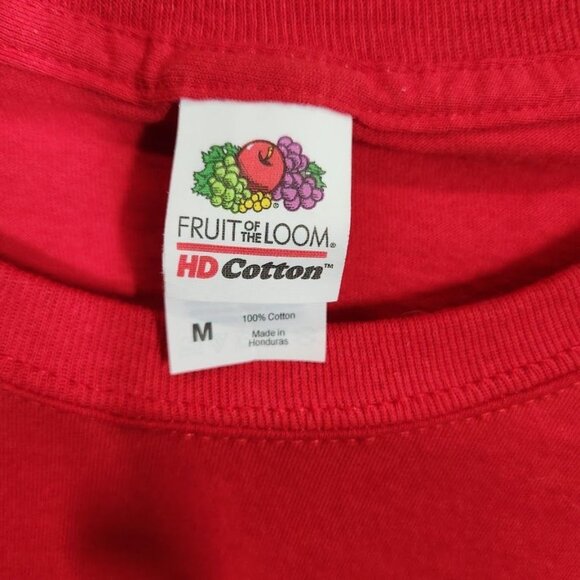 FRUIT OF THE LOOM®
HD Cotton™
M
100% Cotton
Made in
Honduras